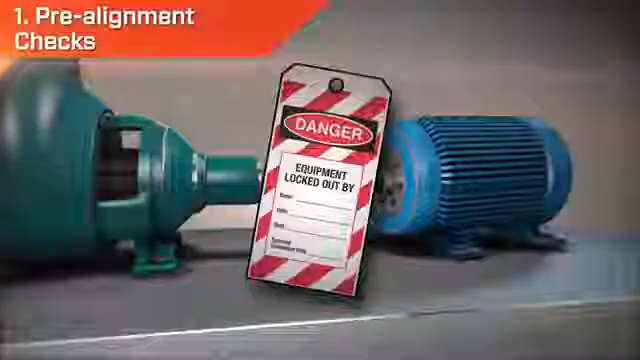 1. Pre-alignment
Checks
DANGER
EQUIPMENT
LOCKED OUT BY